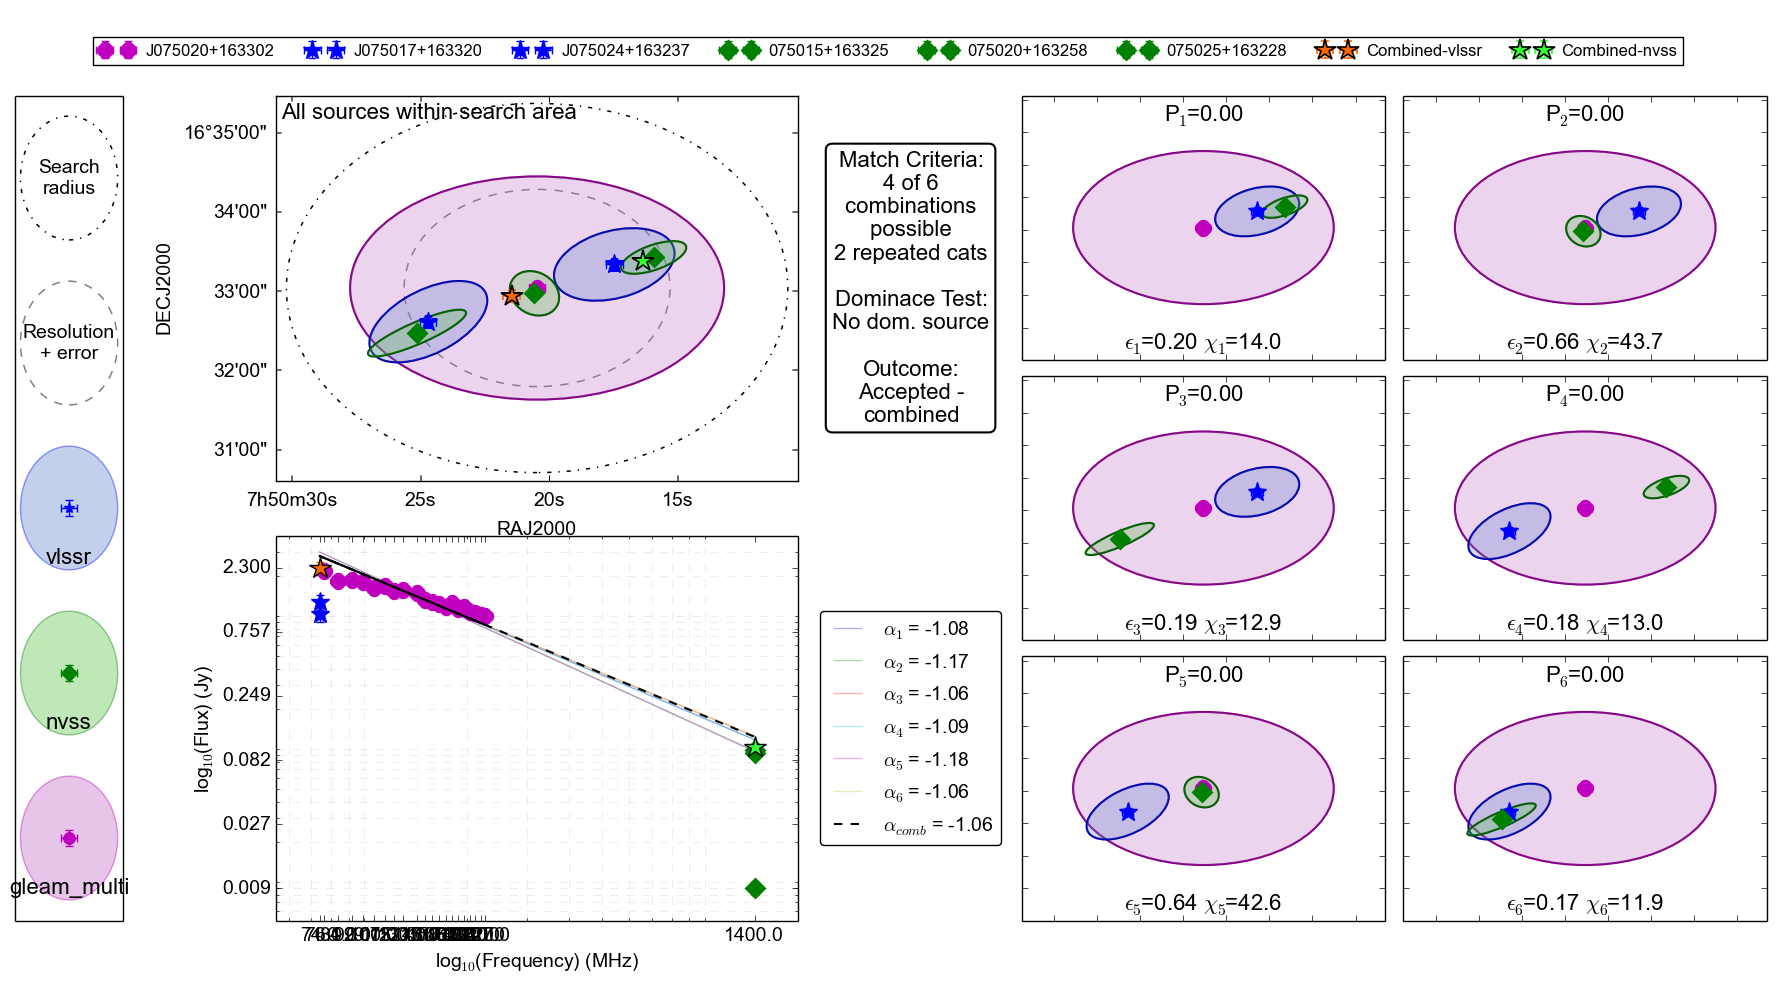 J075020+163302 J075017+163320 J075024+163237 075015+163325 075020+163258 075025+163228 Combined-vlssr Combined-nvss
Search
radius
Resolution
+ error
vlssr
nvss
gleam_multi
All sources within search area
DECJ2000
16°35'00"
34'00"
33'00"
32'00"
31'00"
7h50m30s 25s 20s 15s
RAJ2000
log₁₀(Flux) (Jy)
2.300
0.757
0.249
0.082
0.027
0.009
1400.0
log₁₀(Frequency) (MHz)
Match Criteria:
4 of 6
combinations
possible
2 repeated cats
Dominace Test:
No dom. source
Outcome:
Accepted -
combined
α₁ = -1.08
α₂ = -1.17
α₃ = -1.06
α₄ = -1.09
α₅ = -1.18
α₆ = -1.06
α_comb = -1.06
P₁=0.00
ϵ₁=0.20 χ₁=14.0
P₂=0.00
ϵ₂=0.66 χ₂=43.7
P₃=0.00
ϵ₃=0.19 χ₃=12.9
P₄=0.00
ϵ₄=0.18 χ₄=13.0
P₅=0.00
ϵ₅=0.64 χ₅=42.6
P₆=0.00
ϵ₆=0.17 χ₆=11.9